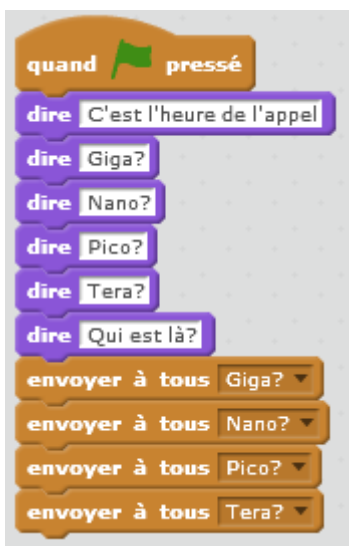 quand pressé
dire C'est l'heure de l'appel
dire Giga?
dire Nano?
dire Pico?
dire Tera?
dire Qui est là?
envoyer à tous Giga?
envoyer à tous Nano?
envoyer à tous Pico?
envoyer à tous Tera?